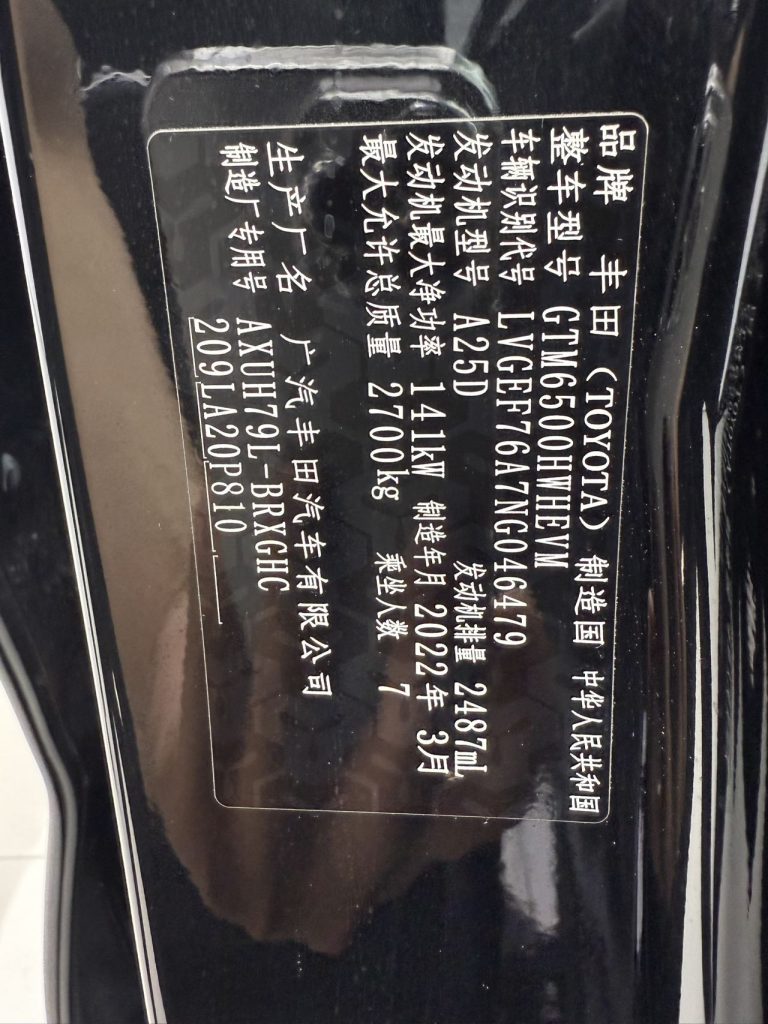 品牌 丰田（TOYOTA） 制造国 中华人民共和国
整车型号 GTM6500HWHEVM
车辆识别代号 LVGEF76A7NG046479
发动机型号 A25D 发动机排量 2487mL
发动机最大净功率 141kW 制造年月 2022年 3月
最大允许总质量 2700kg 乘坐人数 7
生产厂名 广汽丰田汽车有限公司
制造厂专用号 AXUH79L-BRXGHC
209LA20P810